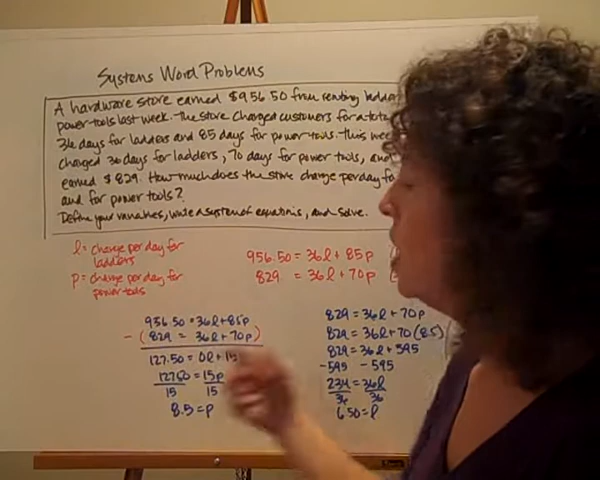 Systems Word Problems
A hardware store earned $956.50 from renting ladders
power tools last week. The store charged customers for a total
36 days for ladders and 85 days for power tools. This week
charged 36 days for ladders, 70 days for power tools, and
earned $829. How much does the store charge per day for
and for power tools?
Define your variables, write a system of equations, and solve.
l = charge per day for
ladders
p = charge per day for
power tools
956.50 = 36l + 85p
829 = 36l + 70p
956.50 = 36l + 85p
- (829 = 36l + 70p)
127.50 = 0l + 15
127.50 = 15p
15 15
8.5 = p
829 = 36l + 70p
829 = 36l + 70(8.5)
829 = 36l + 595
-595 -595
234 = 36l
36 36
6.50 = l